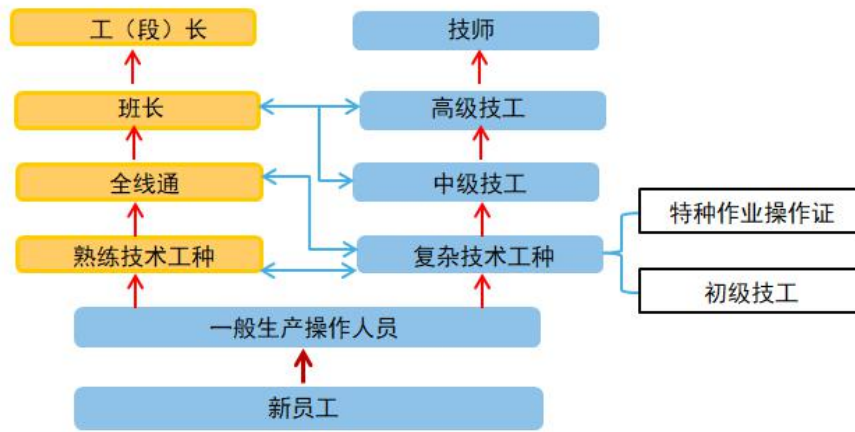 工（段）长
技师
班长
高级技工
全线通
中级技工
特种作业操作证
熟练技术工种
复杂技术工种
初级技工
一般生产操作人员
新员工